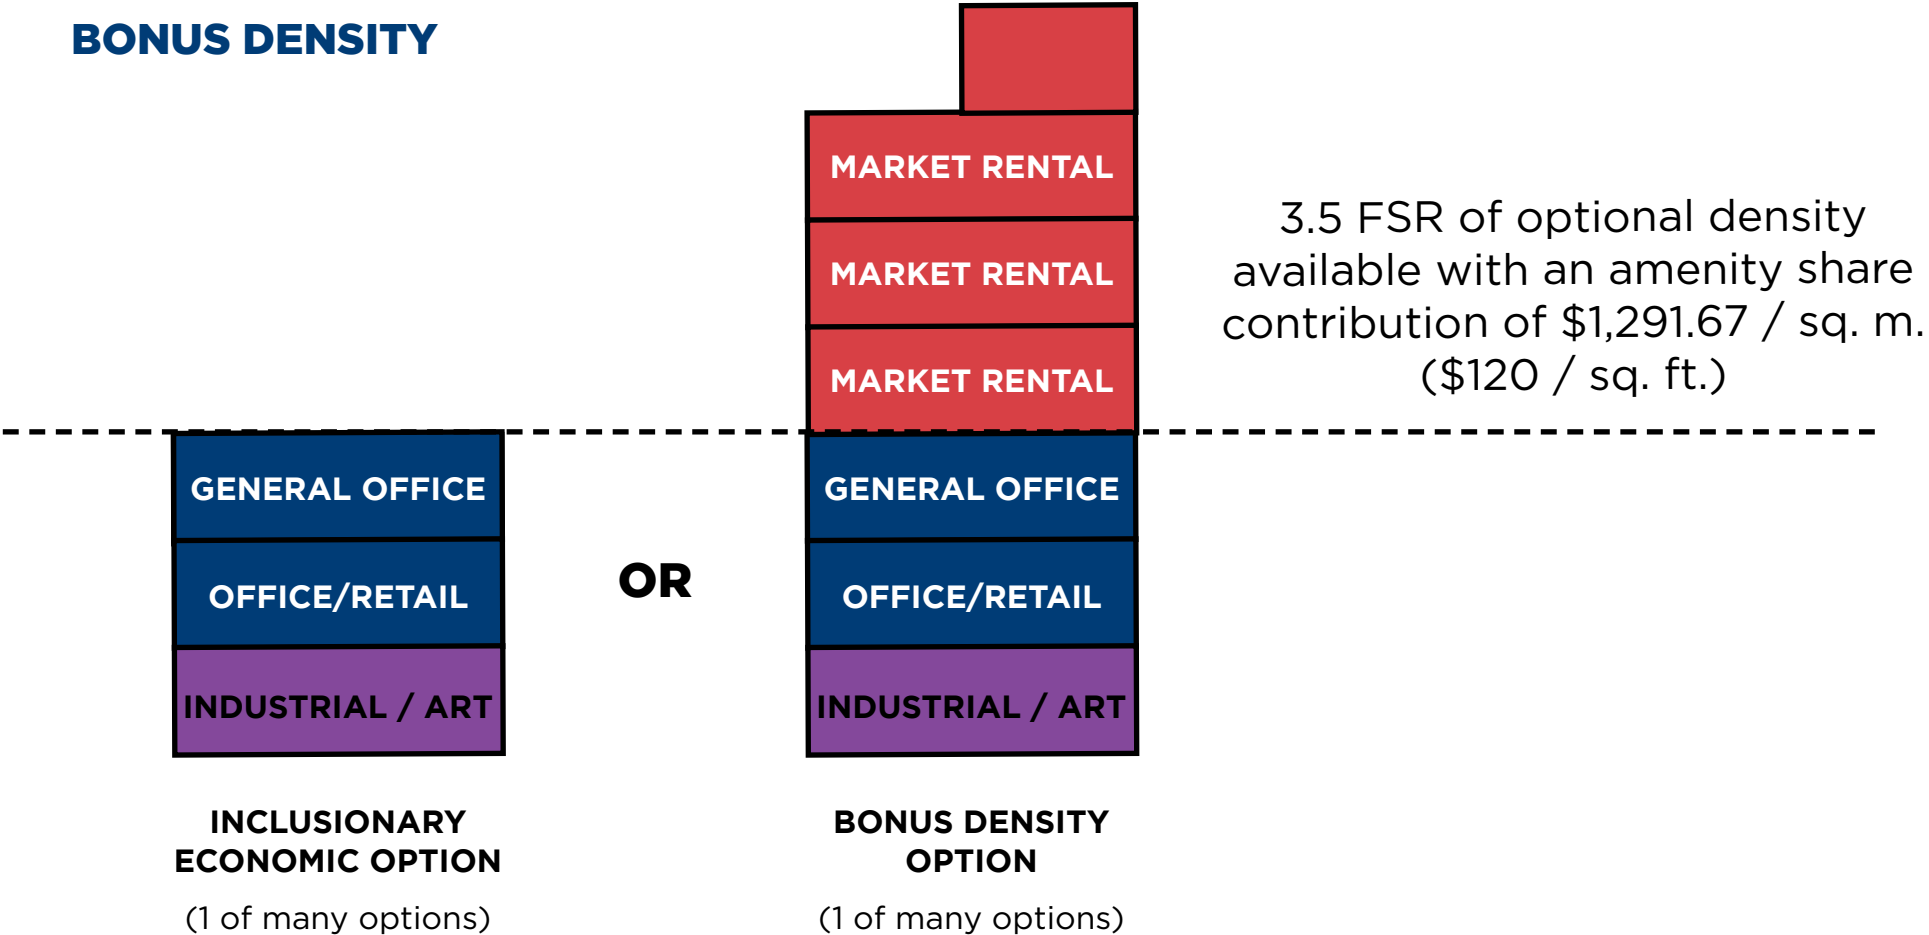 BONUS DENSITY
MARKET RENTAL
MARKET RENTAL
MARKET RENTAL
3.5 FSR of optional density
available with an amenity share
contribution of $1,291.67 / sq. m.
($120 / sq. ft.)
GENERAL OFFICE
OFFICE/RETAIL
INDUSTRIAL / ART
OR
GENERAL OFFICE
OFFICE/RETAIL
INDUSTRIAL / ART
INCLUSIONARY
ECONOMIC OPTION
(1 of many options)
BONUS DENSITY
OPTION
(1 of many options)